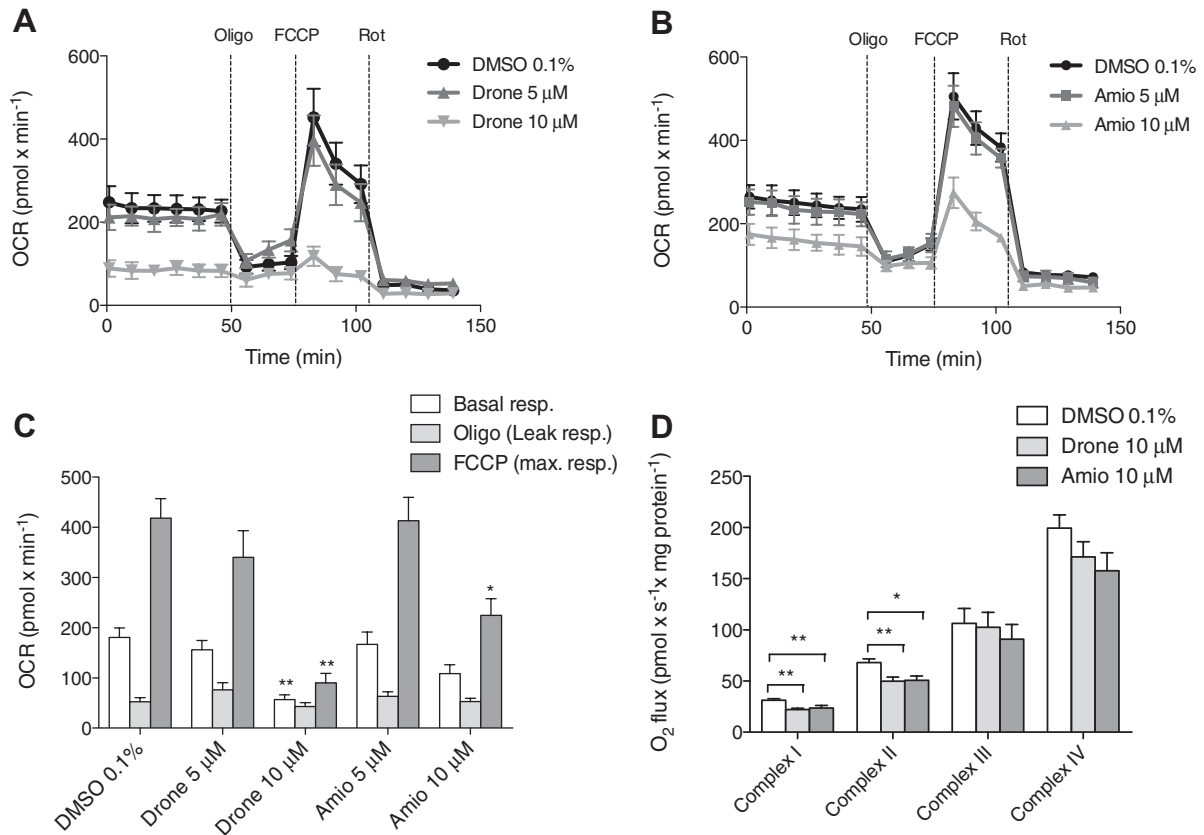 A
Oligo FCCP Rot
DMSO 0.1%
Drone 5 μM
Drone 10 μM
OCR (pmol x min-1)
600
400
200
0
0 50 100 150
Time (min)
B
Oligo FCCP Rot
DMSO 0.1%
Amio 5 μM
Amio 10 μM
OCR (pmol x min-1)
600
400
200
0
0 50 100 150
Time (min)
C
Basal resp.
Oligo (Leak resp.)
FCCP (max. resp.)
OCR (pmol x min-1)
500
400
300
200
100
0
** ** *
DMSO 0.1% Drone 5 μM Drone 10 μM Amio 5 μM Amio 10 μM
D
DMSO 0.1%
Drone 10 μM
Amio 10 μM
O2 flux (pmol x s-1x mg protein-1)
250
200
150
100
50
0
*
**
**
**
Complex I Complex II Complex III Complex IV